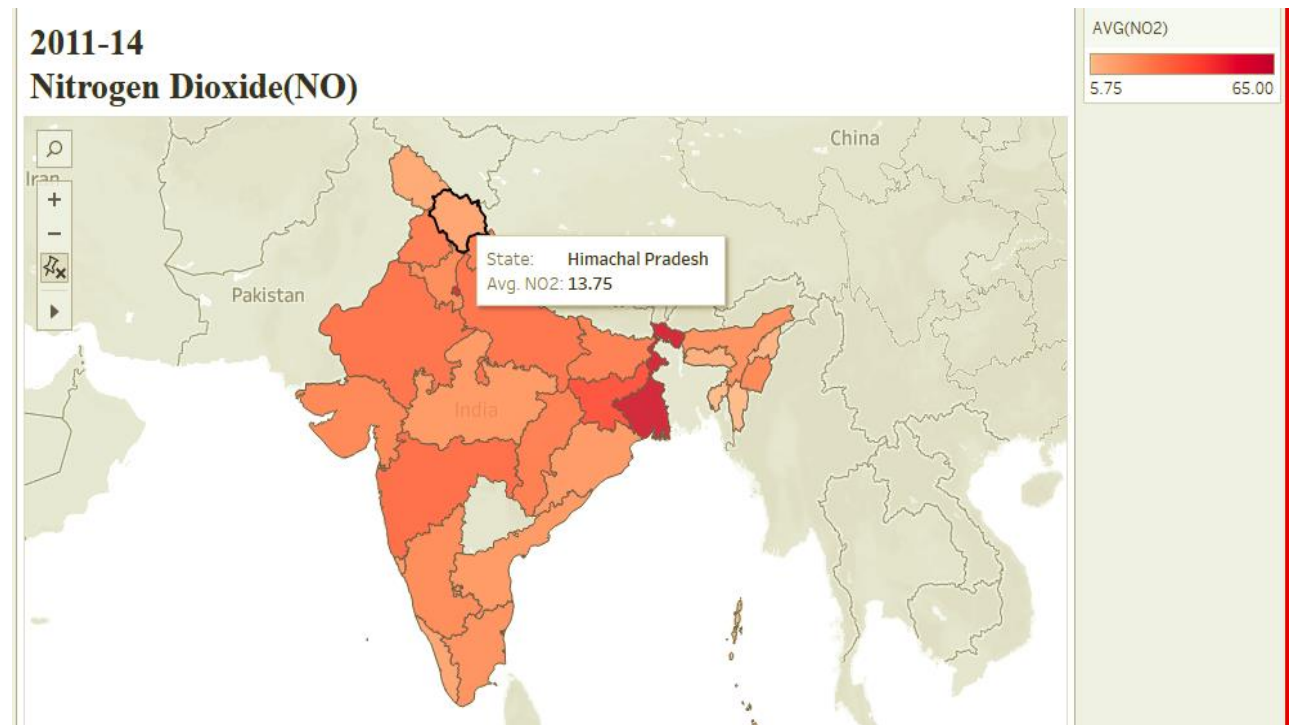 2011-14
Nitrogen Dioxide(NO)
AVG(NO2)
5.75 65.00
China
Iran
State: Himachal Pradesh
Avg. NO2: 13.75
Pakistan
India